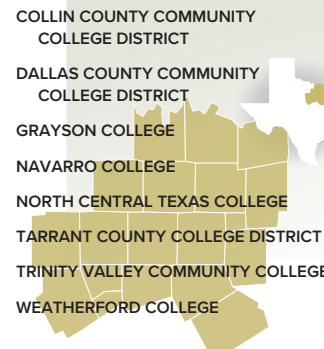 COLLIN COUNTY COMMUNITY
COLLEGE DISTRICT
DALLAS COUNTY COMMUNITY
COLLEGE DISTRICT
GRAYSON COLLEGE
NAVARRO COLLEGE
NORTH CENTRAL TEXAS COLLEGE
TARRANT COUNTY COLLEGE DISTRICT
TRINITY VALLEY COMMUNITY COLLEGE
WEATHERFORD COLLEGE